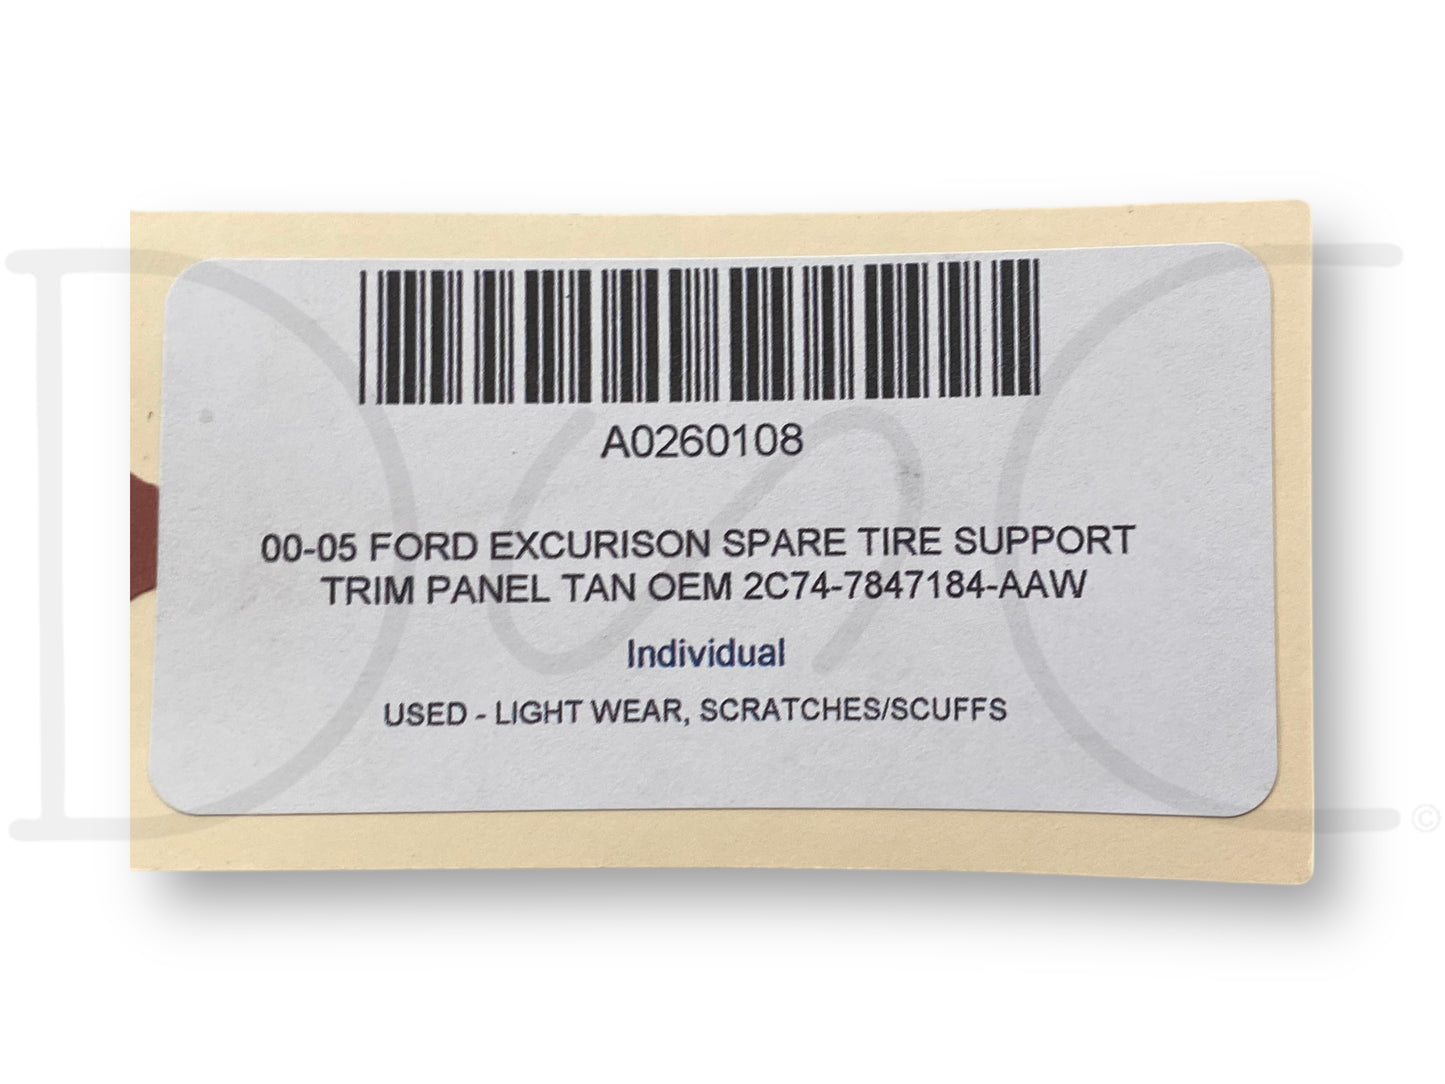 A0260108
00-05 FORD EXCURISON SPARE TIRE SUPPORT
TRIM PANEL TAN OEM 2C74-7847184-AAW
Individual
USED - LIGHT WEAR, SCRATCHES/SCUFFS
©